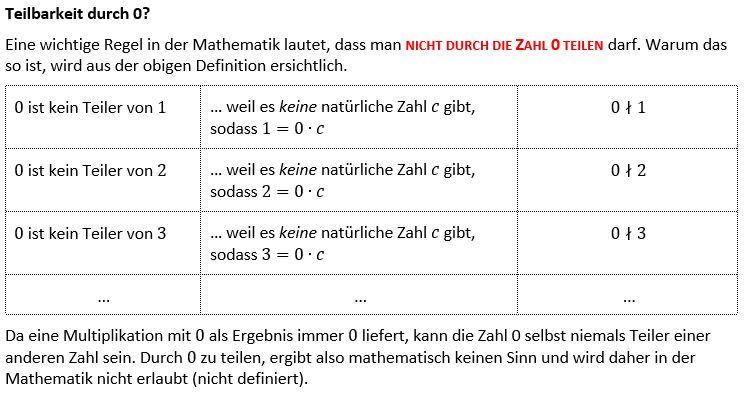 Teilbarkeit durch 0?
Eine wichtige Regel in der Mathematik lautet, dass man NICHT DURCH DIE ZAHL 0 TEILEN darf. Warum das
so ist, wird aus der obigen Definition ersichtlich.
0 ist kein Teiler von 1
... weil es keine natürliche Zahl c gibt,
sodass 1 = 0 · c
0 ∤ 1
0 ist kein Teiler von 2
... weil es keine natürliche Zahl c gibt,
sodass 2 = 0 · c
0 ∤ 2
0 ist kein Teiler von 3
... weil es keine natürliche Zahl c gibt,
sodass 3 = 0 · c
0 ∤ 3
... ... ...
Da eine Multiplikation mit 0 als Ergebnis immer 0 liefert, kann die Zahl 0 selbst niemals Teiler einer
anderen Zahl sein. Durch 0 zu teilen, ergibt also mathematisch keinen Sinn und wird daher in der
Mathematik nicht erlaubt (nicht definiert).